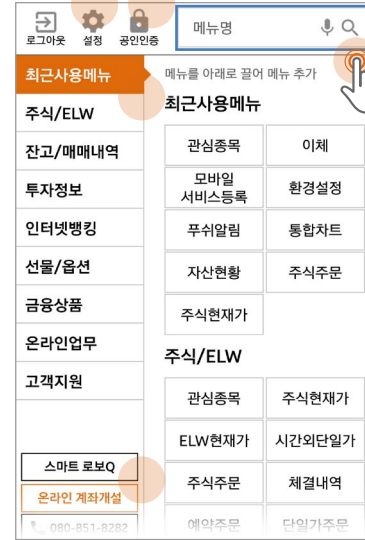 로그아웃 설정 공인인증
메뉴명
최근사용메뉴
주식/ELW
잔고/매매내역
투자정보
인터넷뱅킹
선물/옵션
금융상품
온라인업무
고객지원
스마트 로보Q
온라인 계좌개설
080-851-8282
메뉴를 아래로 끌어 메뉴 추가
최근사용메뉴
관심종목 이체
모바일
서비스등록 환경설정
푸쉬알림 통합차트
자산현황 주식주문
주식현재가
주식/ELW
관심종목 주식현재가
ELW현재가 시간외단일가
주식주문 체결내역
예약주문 단일가주문